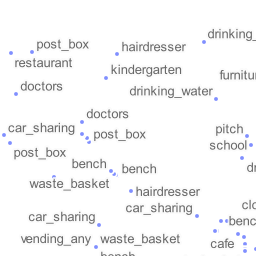 drinking_
post_box
hairdresser
restaurant
kindergarten
furnitu
doctors
drinking_water
doctors
car_sharing
post_box
pitch
school
post_box
bench
bench
dr
waste_basket
hairdresser
car_sharing
clo
car_sharing
benc
vending_any
waste_basket
cafe
bench